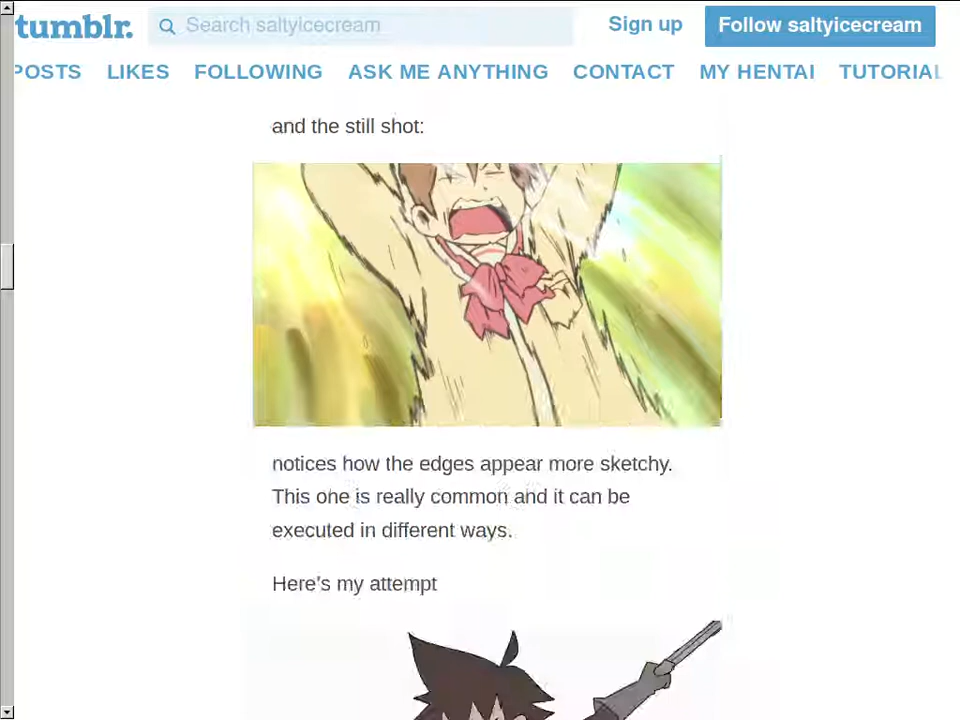 tumblr.
Search saltyicecream
Sign up
Follow saltyicecream
POSTS LIKES FOLLOWING ASK ME ANYTHING CONTACT MY HENTAI TUTORIAL
and the still shot:
notices how the edges appear more sketchy.
This one is really common and it can be
executed in different ways.
Here's my attempt